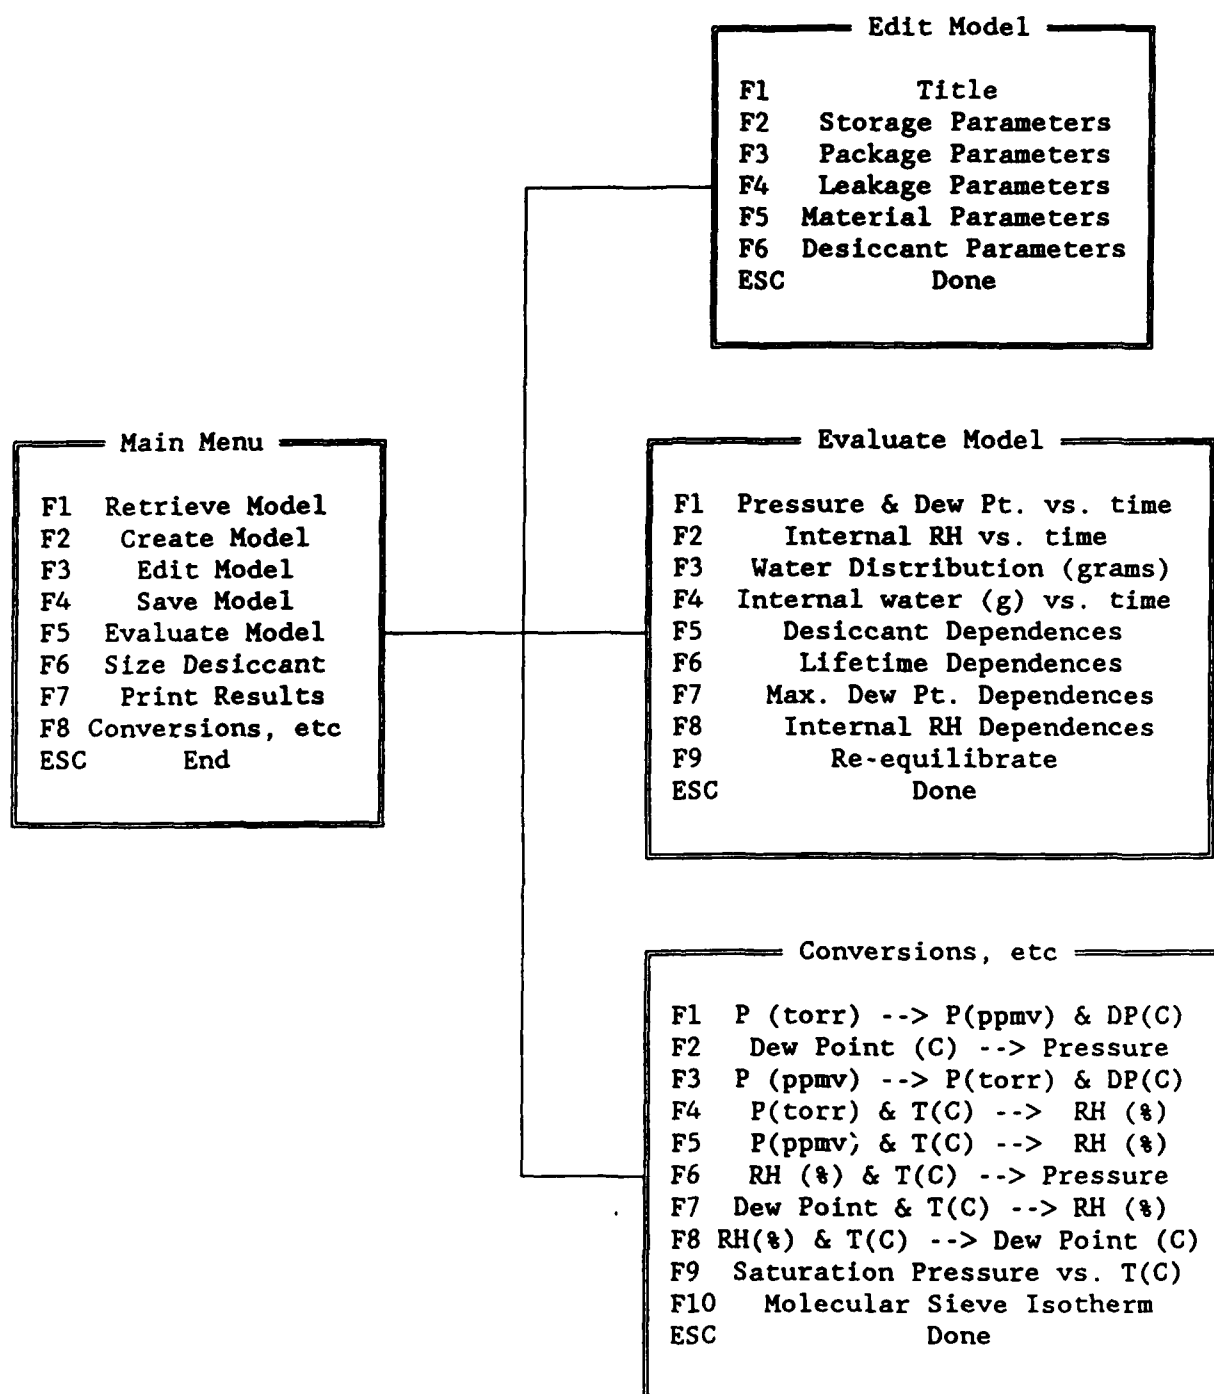 Edit Model
F1 Title
F2 Storage Parameters
F3 Package Parameters
F4 Leakage Parameters
F5 Material Parameters
F6 Desiccant Parameters
ESC Done
Main Menu
F1 Retrieve Model
F2 Create Model
F3 Edit Model
F4 Save Model
F5 Evaluate Model
F6 Size Desiccant
F7 Print Results
F8 Conversions, etc
ESC End
Evaluate Model
F1 Pressure & Dew Pt. vs. time
F2 Internal RH vs. time
F3 Water Distribution (grams)
F4 Internal water (g) vs. time
F5 Desiccant Dependences
F6 Lifetime Dependences
F7 Max. Dew Pt. Dependences
F8 Internal RH Dependences
F9 Re-equilibrate
ESC Done
Conversions, etc
F1 P (torr) --> P(ppmv) & DP(C)
F2 Dew Point (C) --> Pressure
F3 P (ppmv) --> P(torr) & DP(C)
F4 P(torr) & T(C) --> RH (%)
F5 P(ppmv) & T(C) --> RH (%)
F6 RH (%) & T(C) --> Pressure
F7 Dew Point & T(C) --> RH (%)
F8 RH(%) & T(C) --> Dew Point (C)
F9 Saturation Pressure vs. T(C)
F10 Molecular Sieve Isotherm
ESC Done